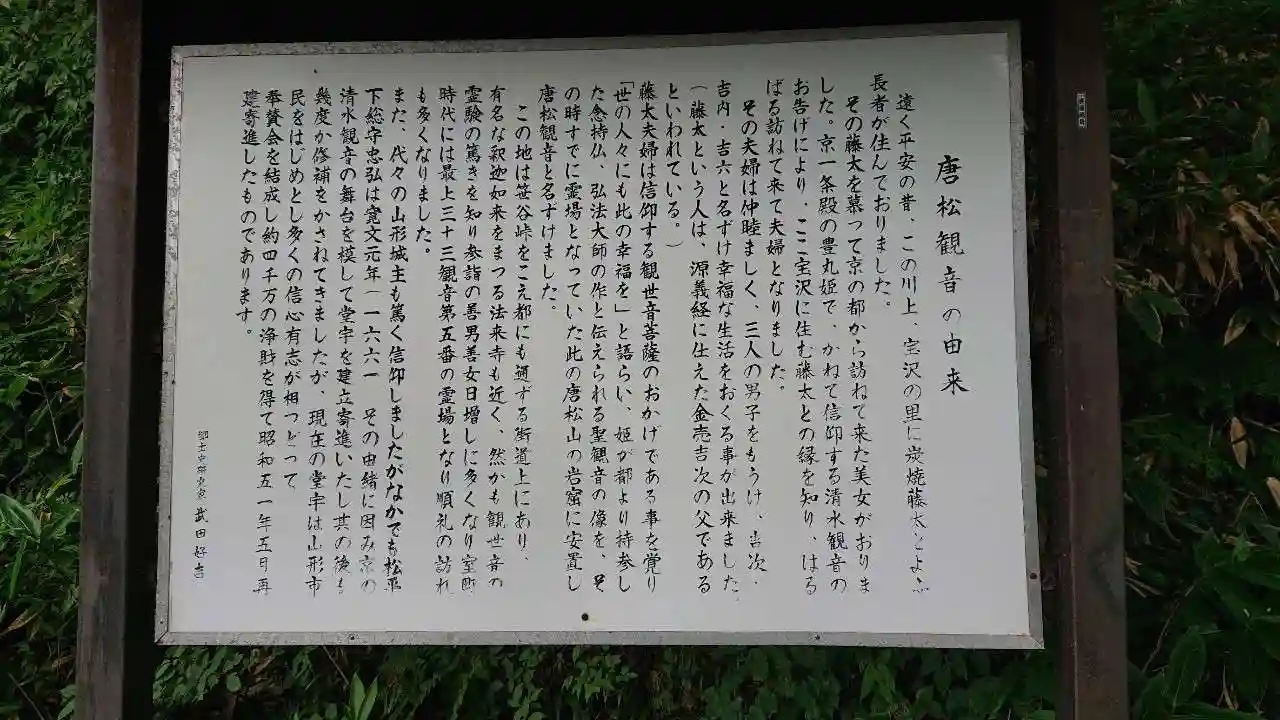 唐松観音の由来
遠く平安の昔、この川上、宝沢の里に炭焼藤太とよぶ
長者が住んでおりました。
その藤太を慕って京の都から訪ねて来た美女がおりま
した。京一条殿の豊丸姫で、かねて信仰する清水観音の
お告げにより、ここ宝沢に住む藤太との縁を知り、はる
ばる訪ねて来て夫婦となりました。
その夫婦は仲睦ましく、三人の男子をもうけ、吉次、
吉内・吉六と名ずけ幸福な生活をおくる事が出来ました。
(藤太という人は、源義経に仕えた金売吉次の父である
といわれている。)
藤太夫婦は信仰する観世音菩薩のおかげである事を覚り
「世の人々にも此の幸福を」と語らい、姫が都より持参し
た念持仏、弘法大師の作と伝えられる聖観音の像を、そ
の時すでに霊場となっていた此の唐松山の岩窟に安置し
唐松観音と名ずけました。
この地は笹谷峠をこえ都にも通ずる街道上にあり、
有名な釈迦如来をまつる法来寺も近く、然かも観世音の
霊験の篤きを知り参詣の善男善女日増しに多くなり室町
時代には最上三十三観音第五番の霊場となり順礼の訪れ
も多くなりました。
また、代々の山形城主も篤く信仰しましたがなかでも松平
下総守忠弘は寛文元年(一六六一 その由緒に因み京の
清水観音の舞台を模して堂宇を建立寄進いたし其の後も
幾度か修補をかさねてきましたが、現在の堂宇は山形市
民をはじめとし多くの信心有志が相つどって
奉賛会を結成し約四千万の浄財を得て昭和五一年五月再
建寄進したものであります。
郷土史研究家 武田好吉